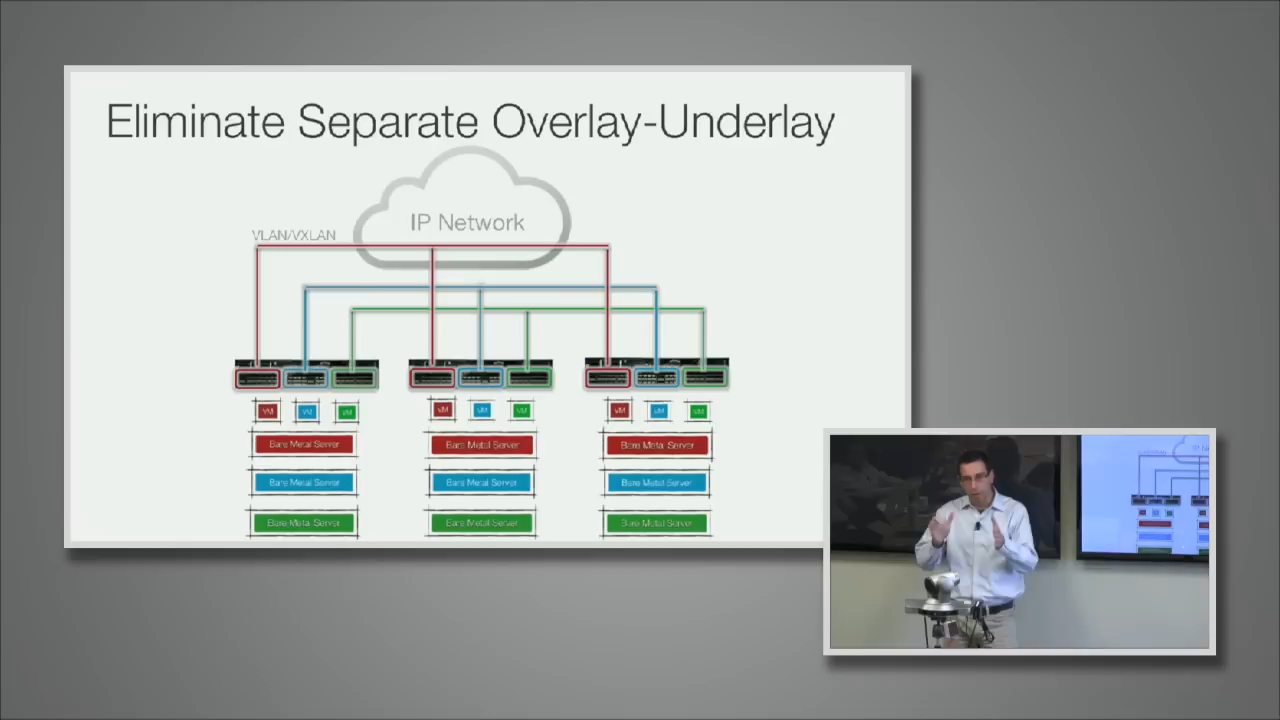 Eliminate Separate Overlay-Underlay
IP Network
VLAN/VXLAN
VM VM VM VM VM VM VM VM VM
Bare Metal Server Bare Metal Server Bare Metal Server
Bare Metal Server Bare Metal Server Bare Metal Server
Bare Metal Server Bare Metal Server Bare Metal Server